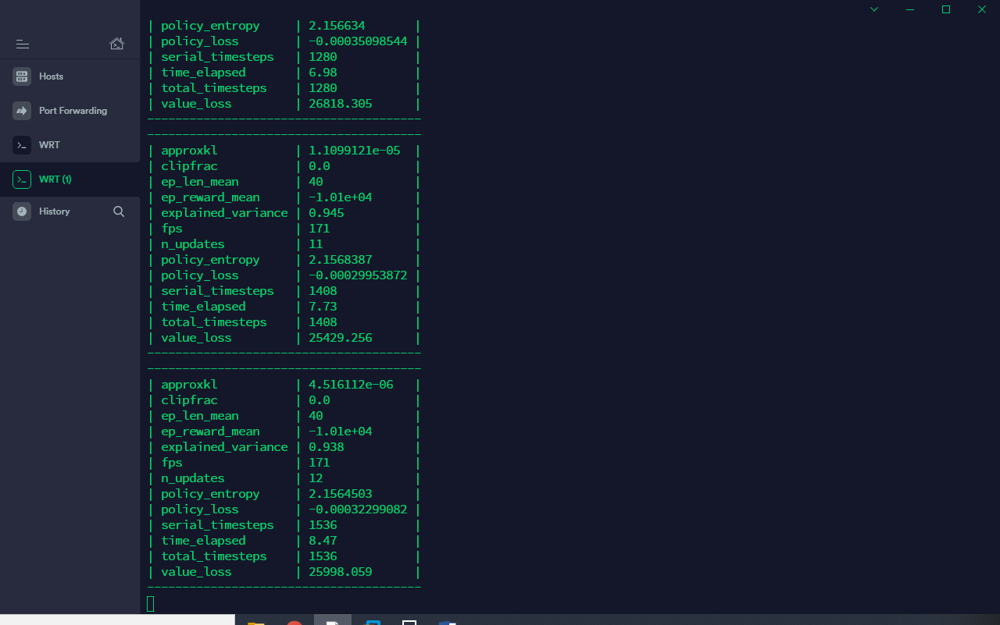 Hosts
Port Forwarding
WRT
WRT (1)
History
| policy_entropy     | 2.156634       |
| policy_loss        | -0.00035098544 |
| serial_timesteps   | 1280           |
| time_elapsed       | 6.98           |
| total_timesteps    | 1280           |
| value_loss         | 26818.305      |
---------------------------------------
---------------------------------------
| approxkl           | 1.1099121e-05  |
| clipfrac           | 0.0            |
| ep_len_mean        | 40             |
| ep_reward_mean     | -1.01e+04      |
| explained_variance | 0.945          |
| fps                | 171            |
| n_updates          | 11             |
| policy_entropy     | 2.1568387      |
| policy_loss        | -0.00029953872 |
| serial_timesteps   | 1408           |
| time_elapsed       | 7.73           |
| total_timesteps    | 1408           |
| value_loss         | 25429.256      |
---------------------------------------
---------------------------------------
| approxkl           | 4.516112e-06   |
| clipfrac           | 0.0            |
| ep_len_mean        | 40             |
| ep_reward_mean     | -1.01e+04      |
| explained_variance | 0.938          |
| fps                | 171            |
| n_updates          | 12             |
| policy_entropy     | 2.1564503      |
| policy_loss        | -0.00032299082 |
| serial_timesteps   | 1536           |
| time_elapsed       | 8.47           |
| total_timesteps    | 1536           |
| value_loss         | 25998.059      |
---------------------------------------